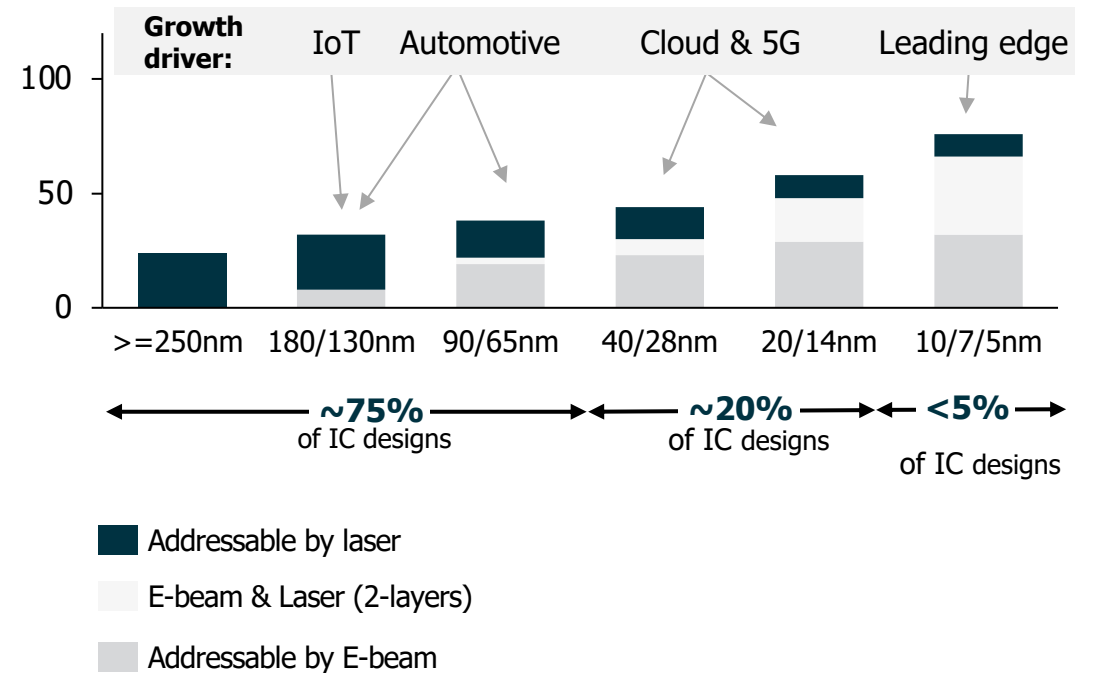 Growth
driver:
IoT
Automotive
Cloud & 5G
Leading edge
100
50
0
>=250nm
180/130nm
90/65nm
40/28nm
20/14nm
10/7/5nm
~75%
of IC designs
~20%
of IC designs
<5%
of IC designs
Addressable by laser
E-beam & Laser (2-layers)
Addressable by E-beam